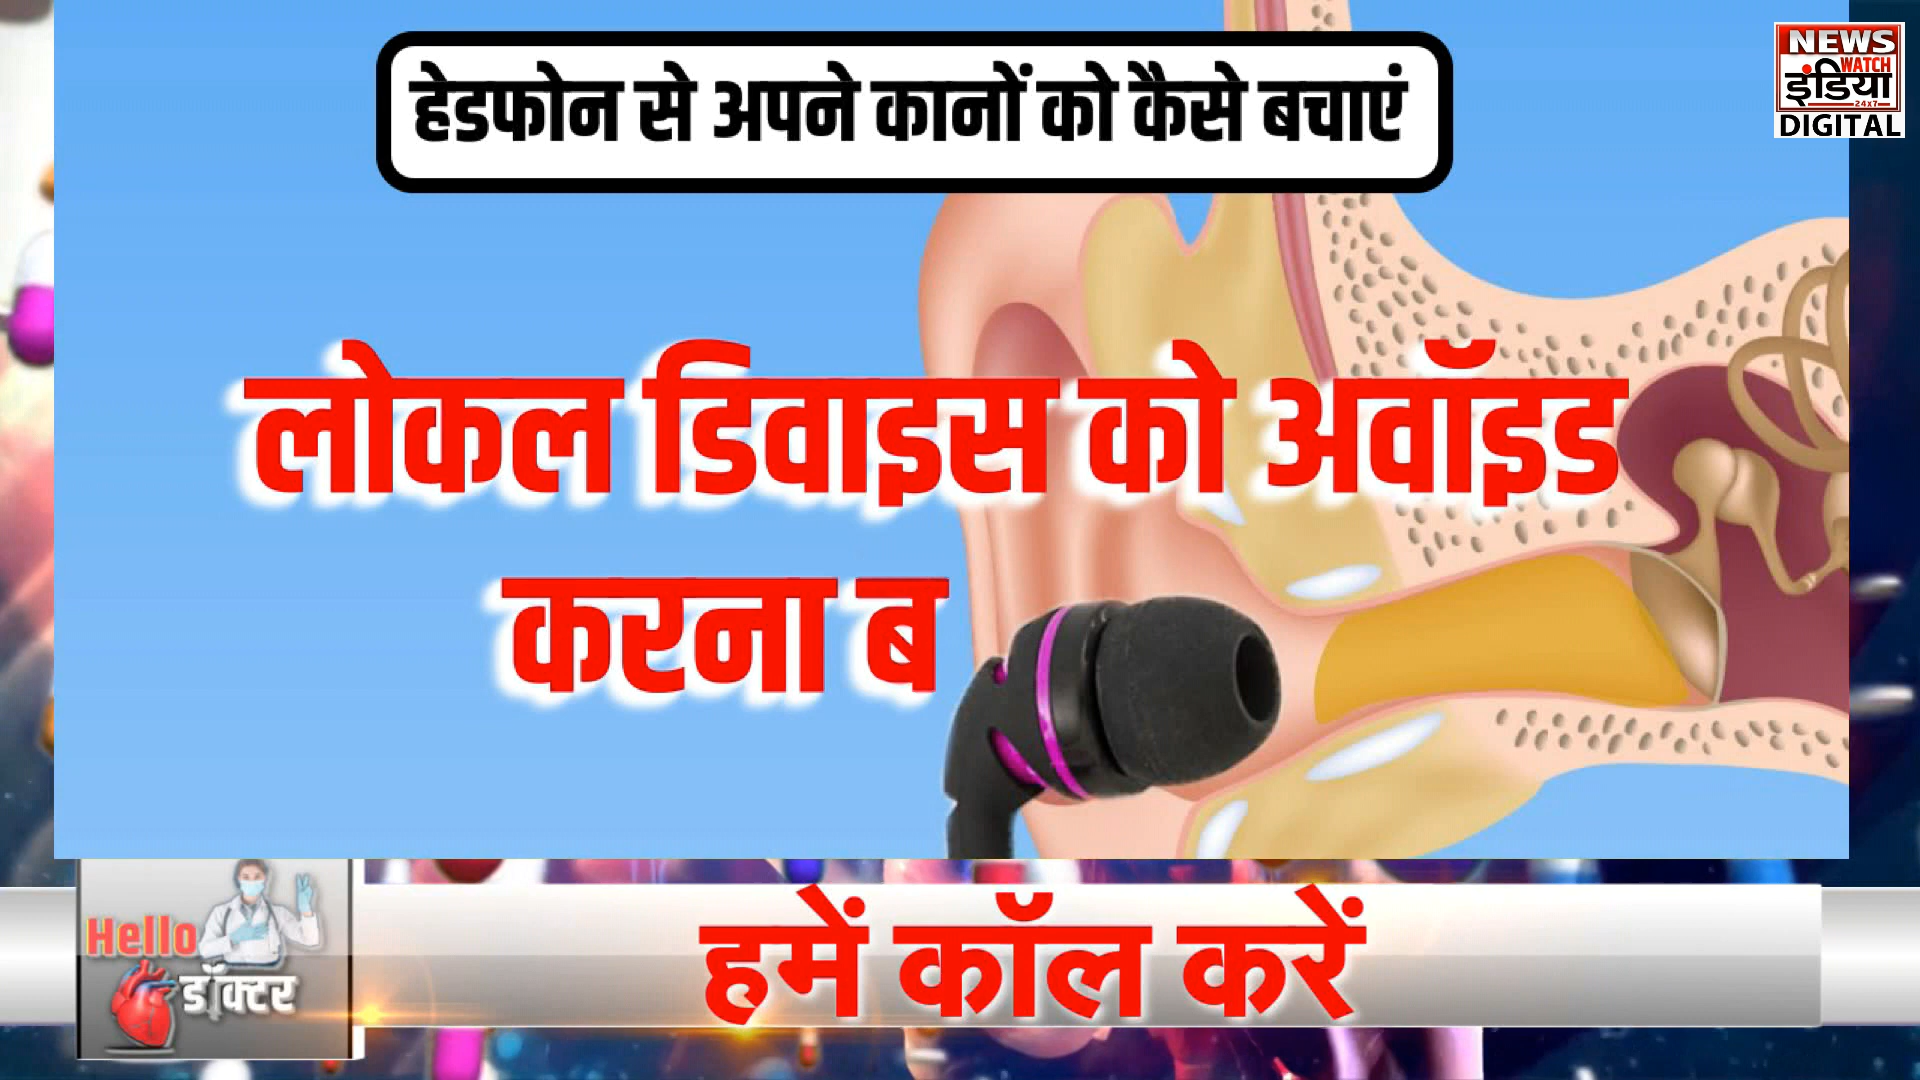 हेडफोन से अपने कानों को कैसे बचाएं
NEWS
WATCH
इंडिया
24x7
DIGITAL
लोकल डिवाइस को अवॉइड
करना ब
Hello
डॉक्टर
हमें कॉल करें